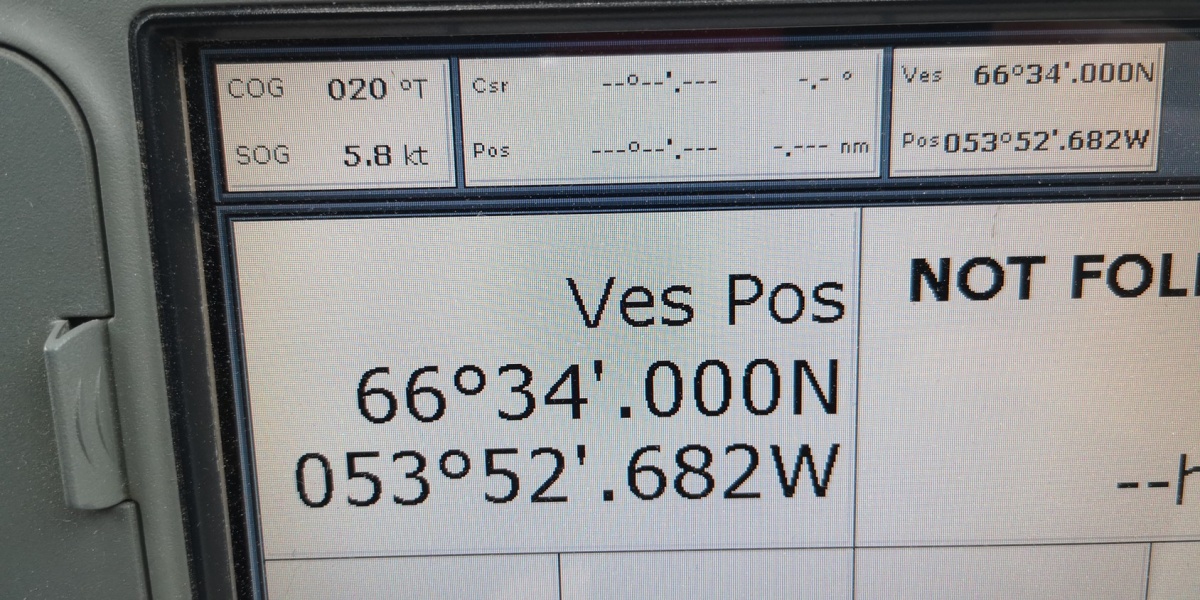 COG 020 °T
SOG 5.8 kt
Csr --°--'.--- -.- °
Pos ---°--'.--- -.--- nm
Ves 66°34'.000N
Pos 053°52'.682W
Ves Pos
66°34'.000N
053°52'.682W
NOT FOL